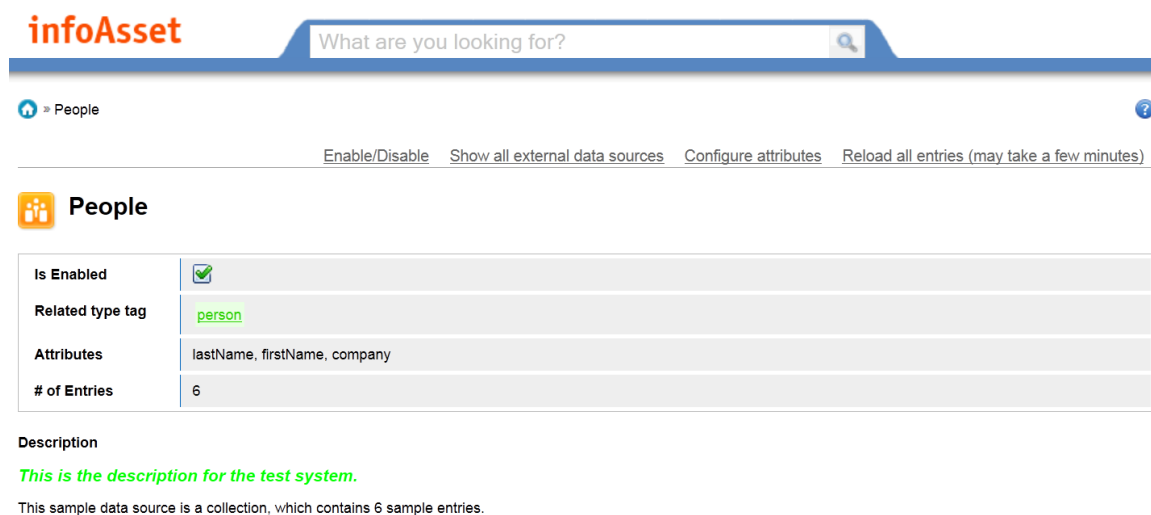 infoAsset
What are you looking for?
» People
?
Enable/Disable Show all external data sources Configure attributes Reload all entries (may take a few minutes)
People
Is Enabled
Related type tag person
Attributes lastName, firstName, company
# of Entries 6
Description
This is the description for the test system.
This sample data source is a collection, which contains 6 sample entries.